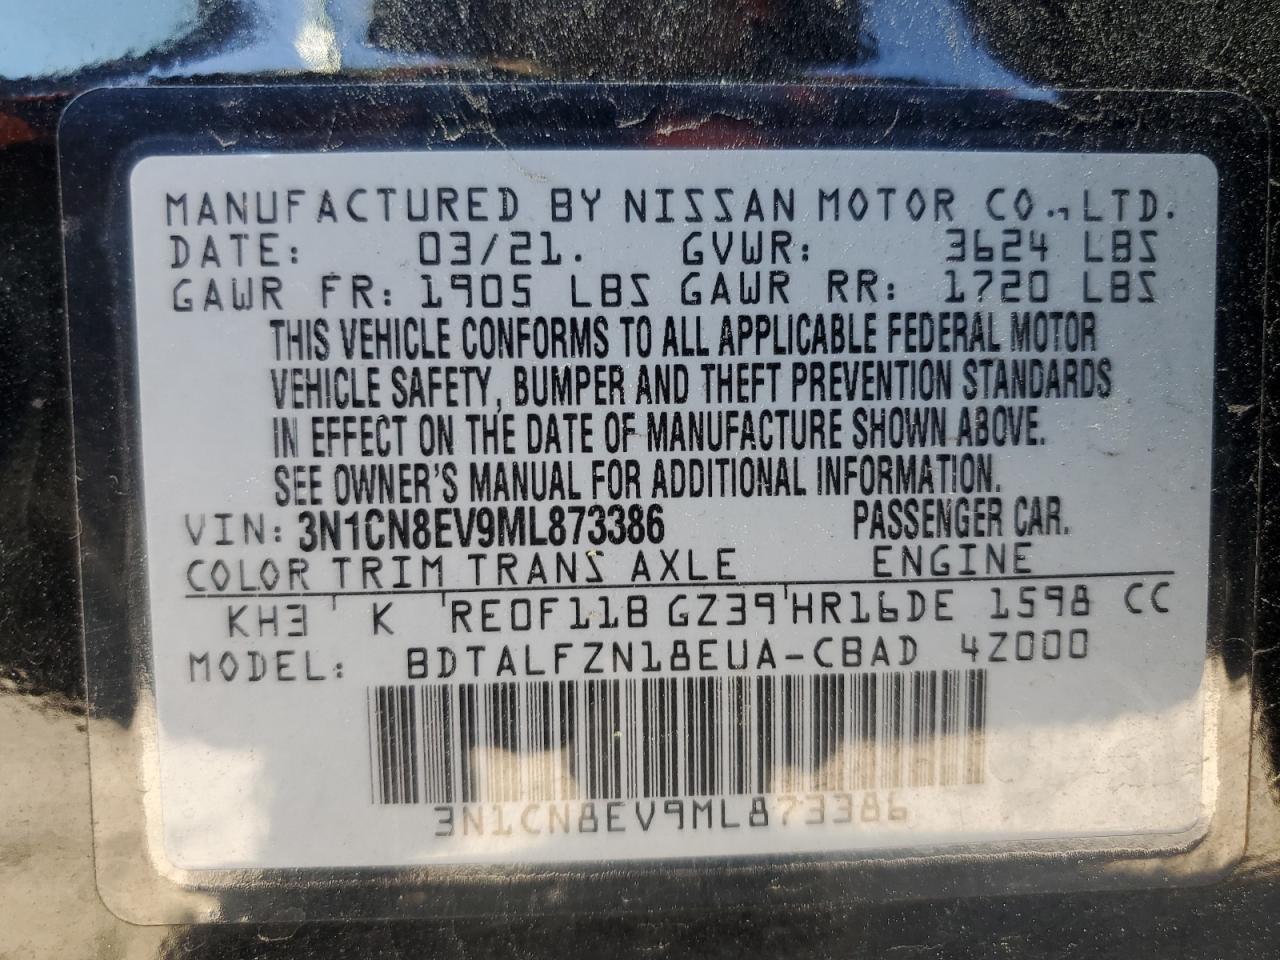 MANUFACTURED BY NISSAN MOTOR CO., LTD.
DATE: 03/21. GVWR: 3624 LBS
GAWR FR: 1905 LBS GAWR RR: 1720 LBS
THIS VEHICLE CONFORMS TO ALL APPLICABLE FEDERAL MOTOR
VEHICLE SAFETY, BUMPER AND THEFT PREVENTION STANDARDS
IN EFFECT ON THE DATE OF MANUFACTURE SHOWN ABOVE.
SEE OWNER'S MANUAL FOR ADDITIONAL INFORMATION.
VIN: 3N1CN8EV9ML873386 PASSENGER CAR.
COLOR TRIM TRANS AXLE ENGINE
KH3 K RE0F11B GZ39 HR16DE 1598 CC
MODEL: BDTALFZN18EUA-CBAD 4Z000
3N1CN8EV9ML873386